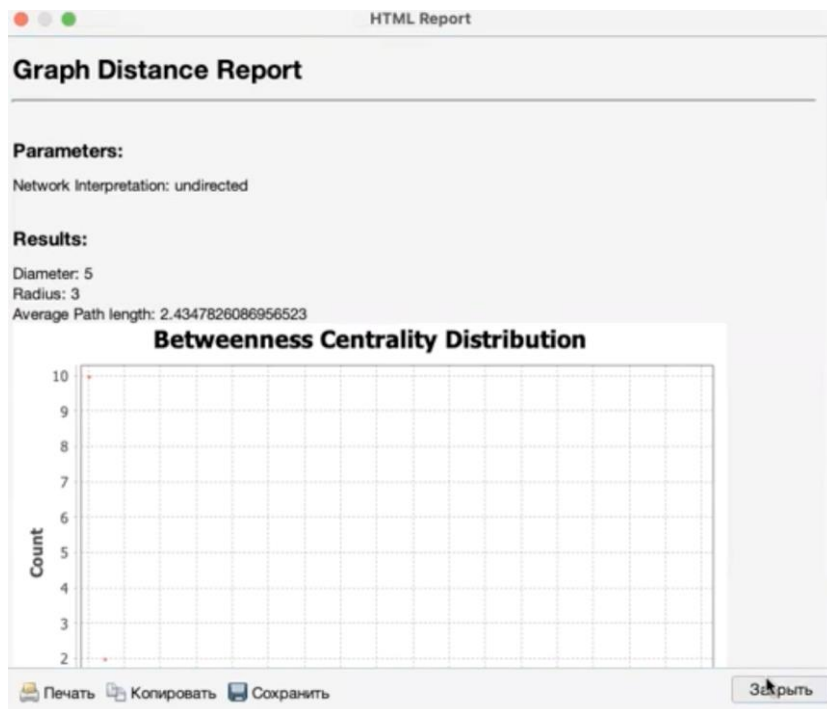 HTML Report
Graph Distance Report
Parameters:
Network Interpretation: undirected
Results:
Diameter: 5
Radius: 3
Average Path length: 2.4347826086956523
Betweenness Centrality Distribution
10
9
8
7
6
5
4
3
2
Count
Печать Копировать Сохранить Закрыть